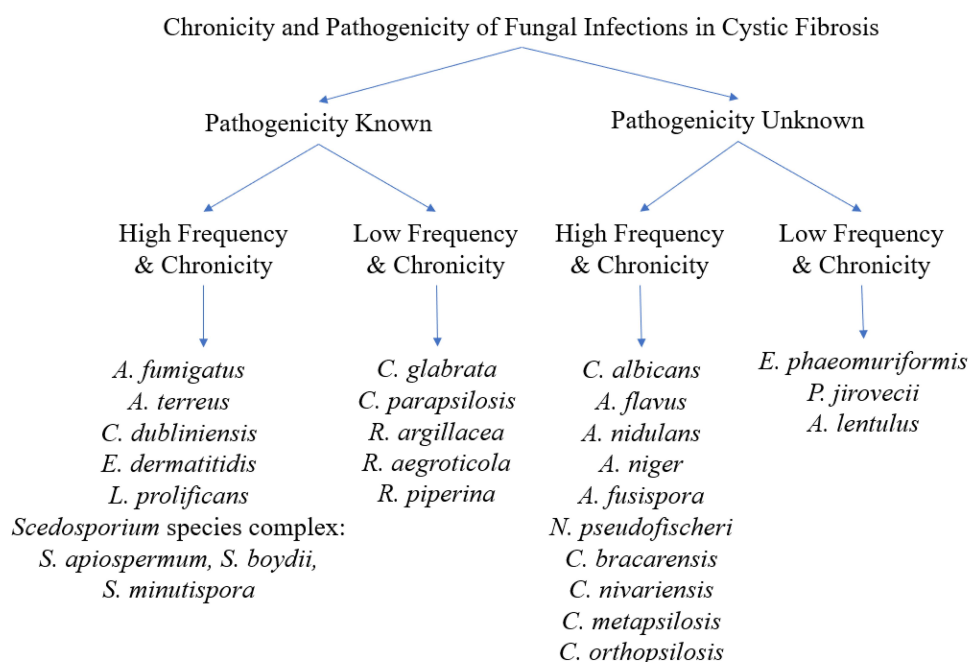 Chronicity and Pathogenicity of Fungal Infections in Cystic Fibrosis
Pathogenicity Known
Pathogenicity Unknown
High Frequency
& Chronicity
Low Frequency
& Chronicity
High Frequency
& Chronicity
Low Frequency
& Chronicity
A. fumigatus
A. terreus
C. dubliniensis
E. dermatitidis
L. prolificans
Scedosporium species complex:
S. apiospermum, S. boydii,
S. minutispora
C. glabrata
C. parapsilosis
R. argillacea
R. aegroticola
R. piperina
C. albicans
A. flavus
A. nidulans
A. niger
A. fusispora
N. pseudofischeri
C. bracarensis
C. nivariensis
C. metapsilosis
C. orthopsilosis
E. phaeomuriformis
P. jirovecii
A. lentulus